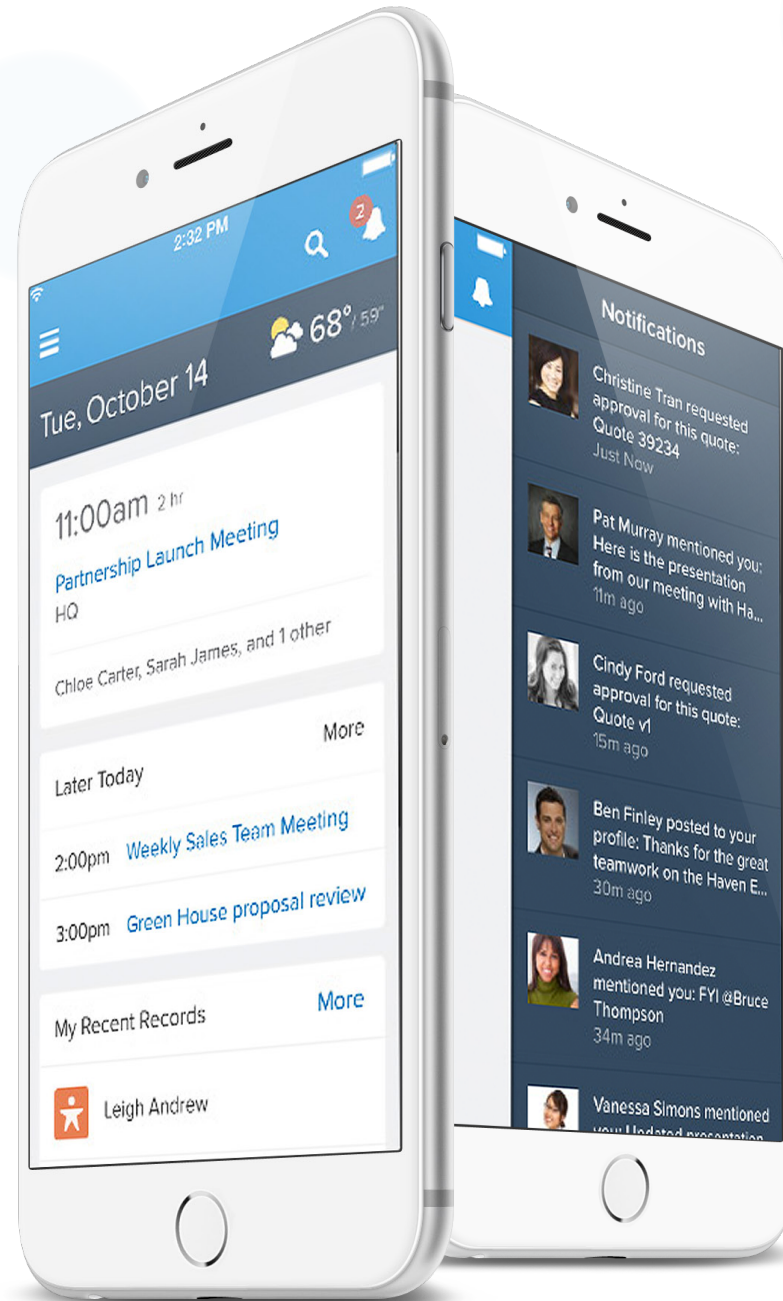 2:32 PM
2
Tue, October 14
68° / 59°
11:00am 2 hr
Partnership Launch Meeting
HQ
Chloe Carter, Sarah James, and 1 other
Later Today
More
2:00pm Weekly Sales Team Meeting
3:00pm Green House proposal review
My Recent Records
More
Leigh Andrew
Notifications
Christine Tran requested
approval for this quote:
Quote 39234
Just Now
Pat Murray mentioned you:
Here is the presentation
from our meeting with Ha...
11m ago
Cindy Ford requested
approval for this quote:
Quote v1
15m ago
Ben Finley posted to your
profile: Thanks for the great
teamwork on the Haven E...
30m ago
Andrea Hernandez
mentioned you: FYI @Bruce
Thompson
34m ago
Vanessa Simons mentioned
you: Updated presentation